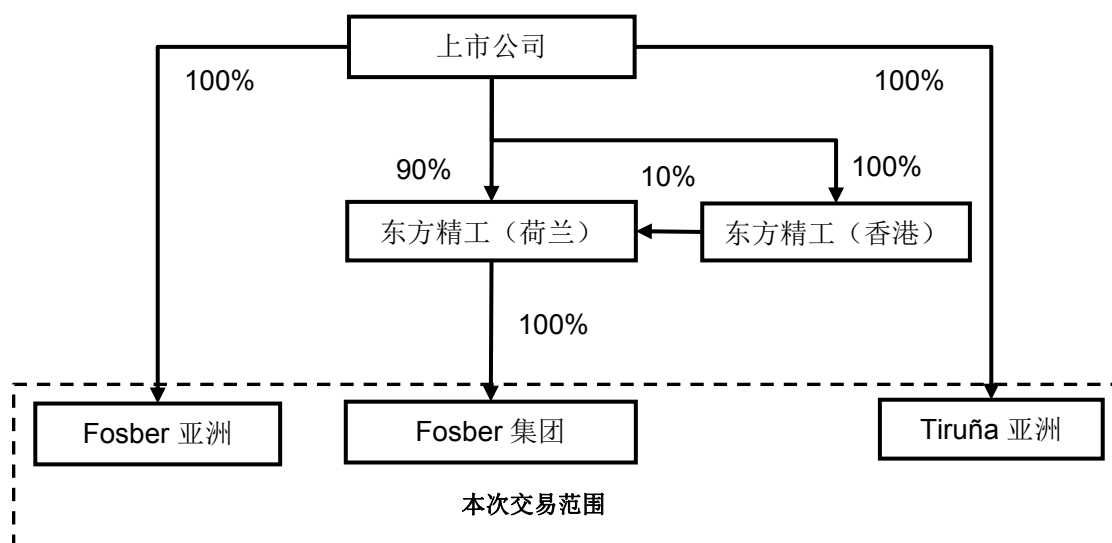 上市公司
100%
100%
90%
10%
100%
东方精工（荷兰）
东方精工（香港）
100%
Fosber 亚洲
Fosber 集团
Tiruña 亚洲
本次交易范围